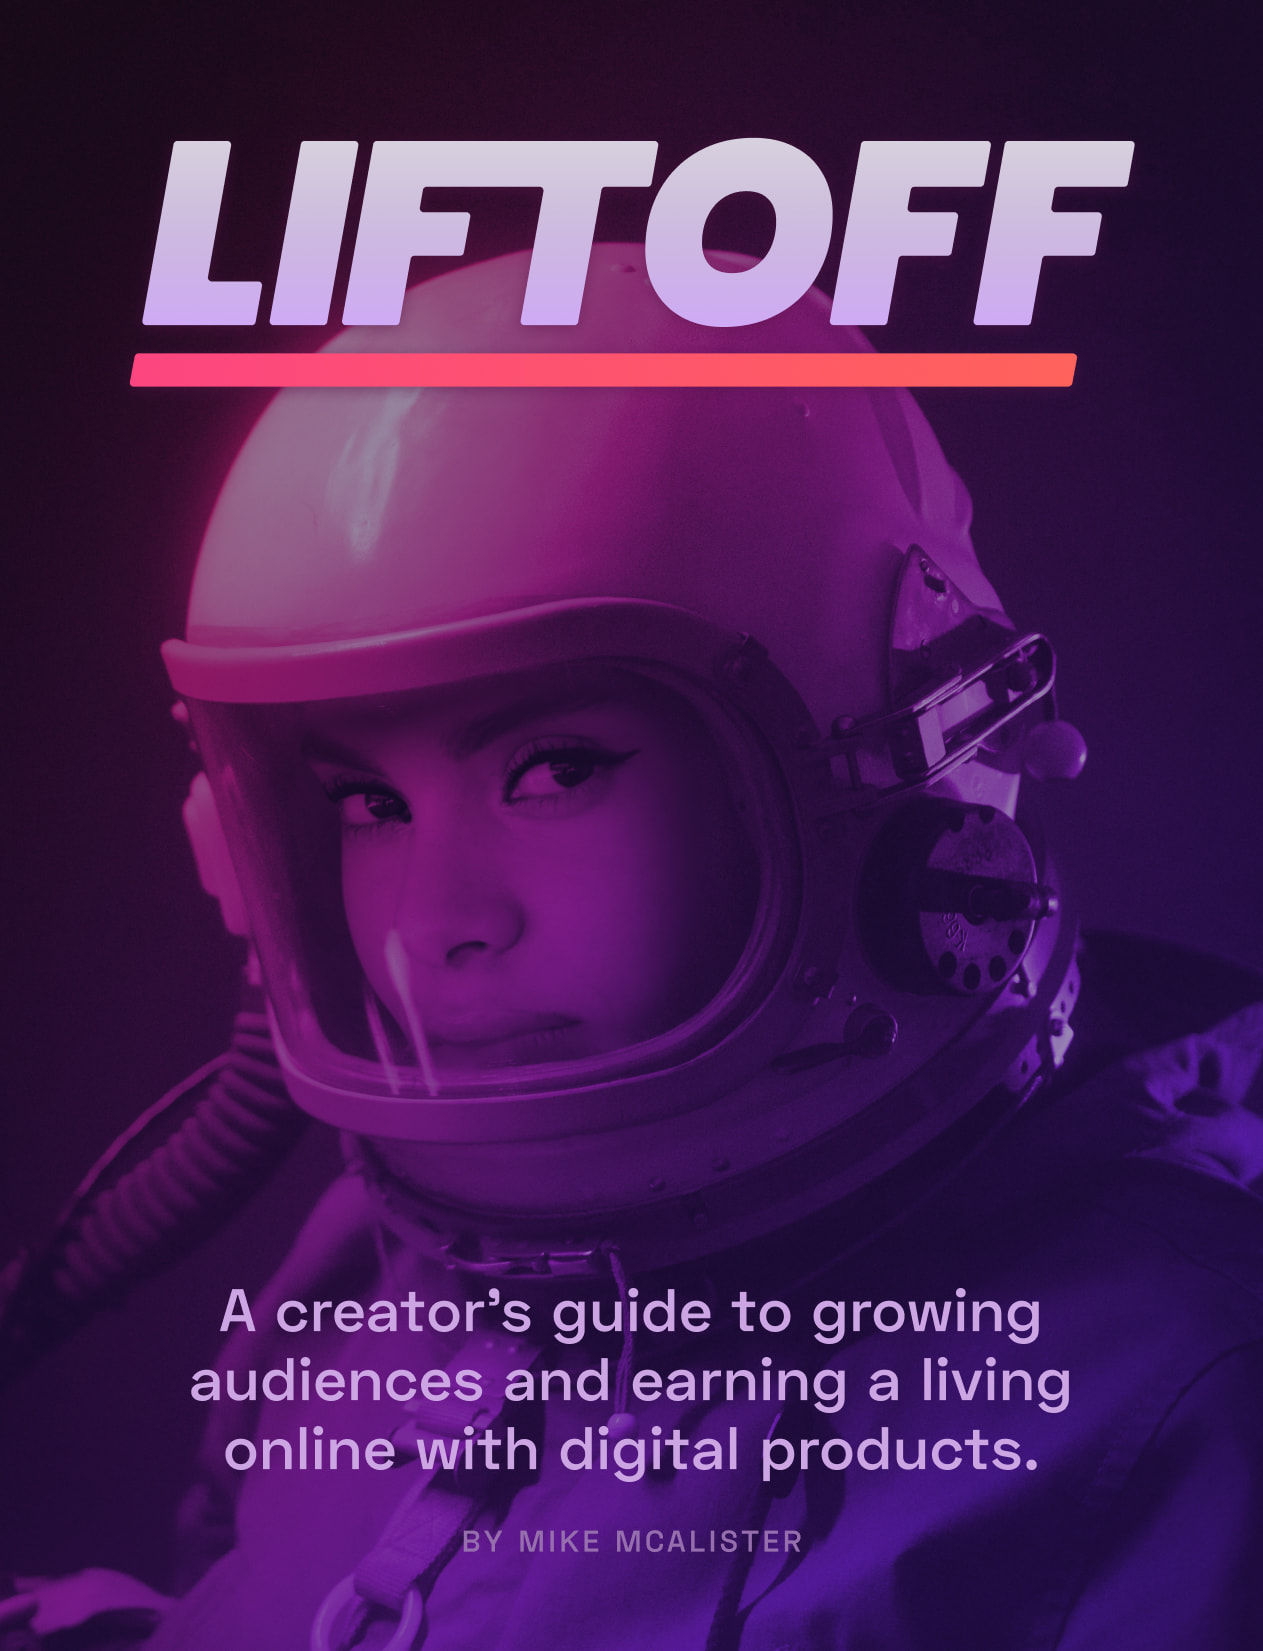 LIFTOFF
A creator’s guide to growing
audiences and earning a living
online with digital products.
BY MIKE MCALISTER